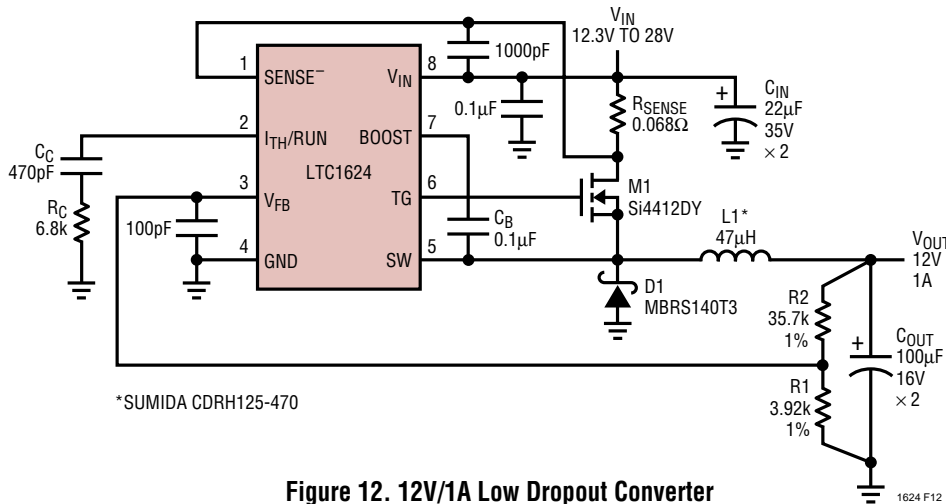 V_IN
12.3V TO 28V
1000pF
1
SENSE⁻
V_IN
8
0.1µF
R_SENSE
0.068Ω
+
C_IN
22µF
35V
× 2
2
I_TH/RUN
BOOST
7
C_C
470pF
LTC1624
3
V_FB
TG
6
M1
Si4412DY
R_C
6.8k
100pF
C_B
0.1µF
L1*
47µH
4
GND
SW
5
V_OUT
12V
1A
D1
MBRS140T3
R2
35.7k
1%
+
C_OUT
100µF
16V
× 2
R1
3.92k
1%
*SUMIDA CDRH125-470
Figure 12. 12V/1A Low Dropout Converter
1624 F12